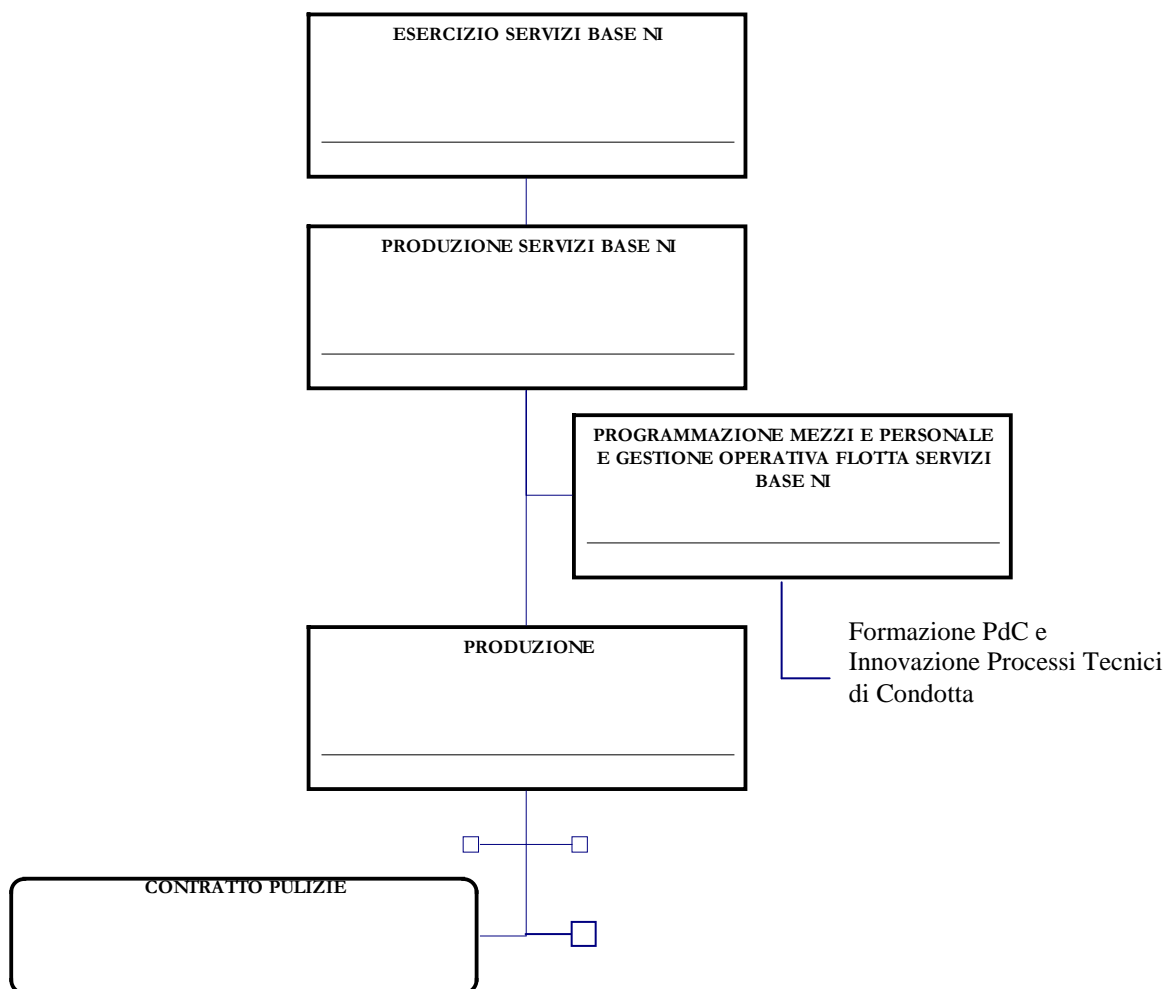 ESERCIZIO SERVIZI BASE NI
PRODUZIONE SERVIZI BASE NI
PROGRAMMAZIONE MEZZI E PERSONALE
E GESTIONE OPERATIVA FLOTTA SERVIZI
BASE NI
Formazione PdC e
Innovazione Processi Tecnici
di Condotta
PRODUZIONE
CONTRATTO PULIZIE